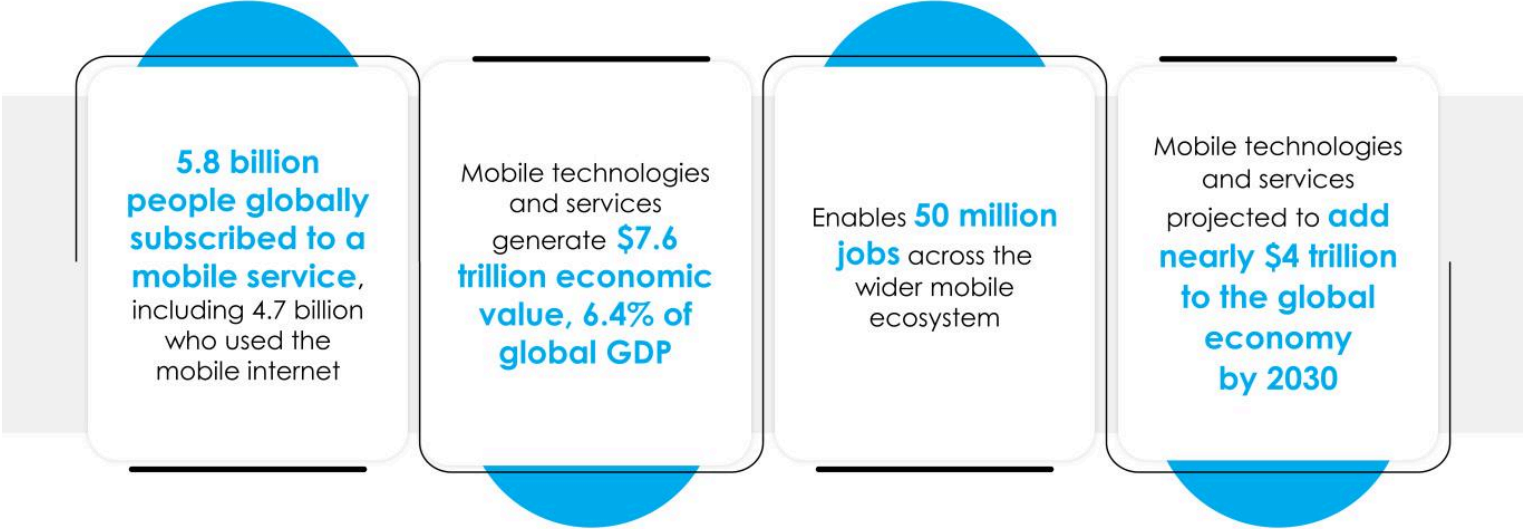 5.8 billion
people globally
subscribed to a
mobile service,
including 4.7 billion
who used the
mobile internet
Mobile technologies
and services
generate $7.6
trillion economic
value, 6.4% of
global GDP
Enables 50 million
jobs across the
wider mobile
ecosystem
Mobile technologies
and services
projected to add
nearly $4 trillion
to the global
economy
by 2030